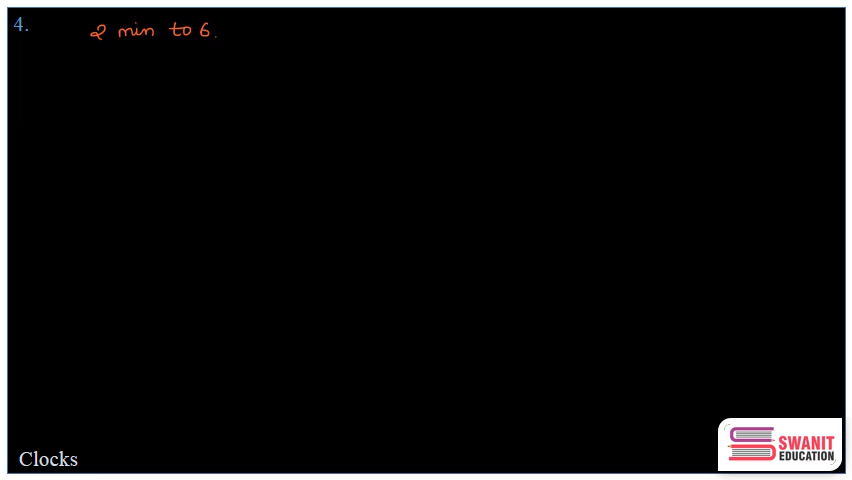 4.
2 min to 6.
Clocks
SWANIT
EDUCATION